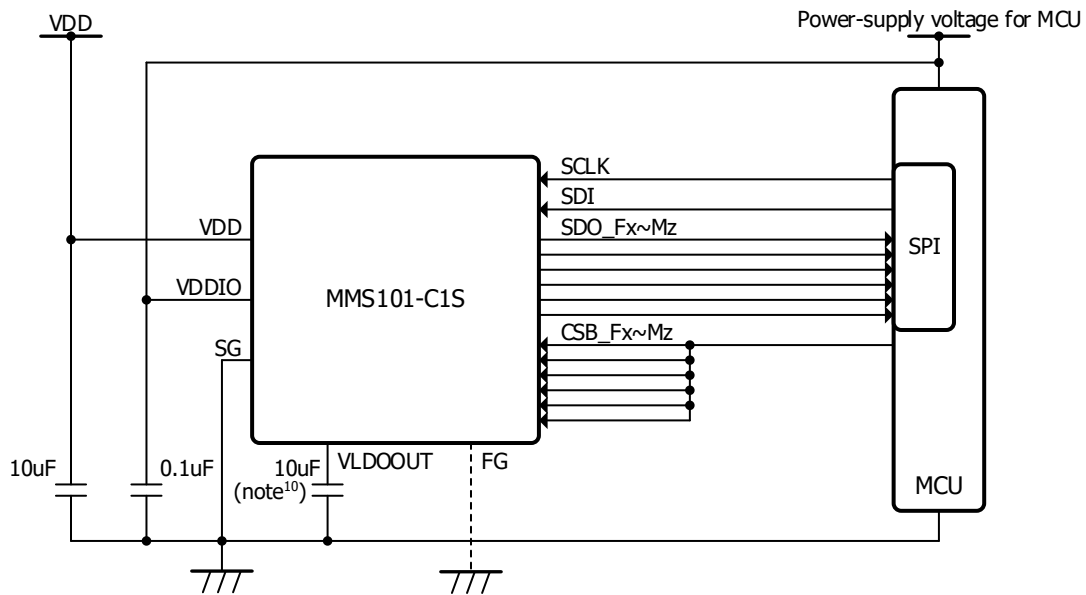 VDD
Power-supply voltage for MCU
SCLK
SDI
VDD
SDO_Fx~Mz
SPI
VDDIO
MMS101-C1S
SG
CSB_Fx~Mz
10uF
0.1uF
10uF
(note¹⁰)
VLDOOUT
FG
MCU